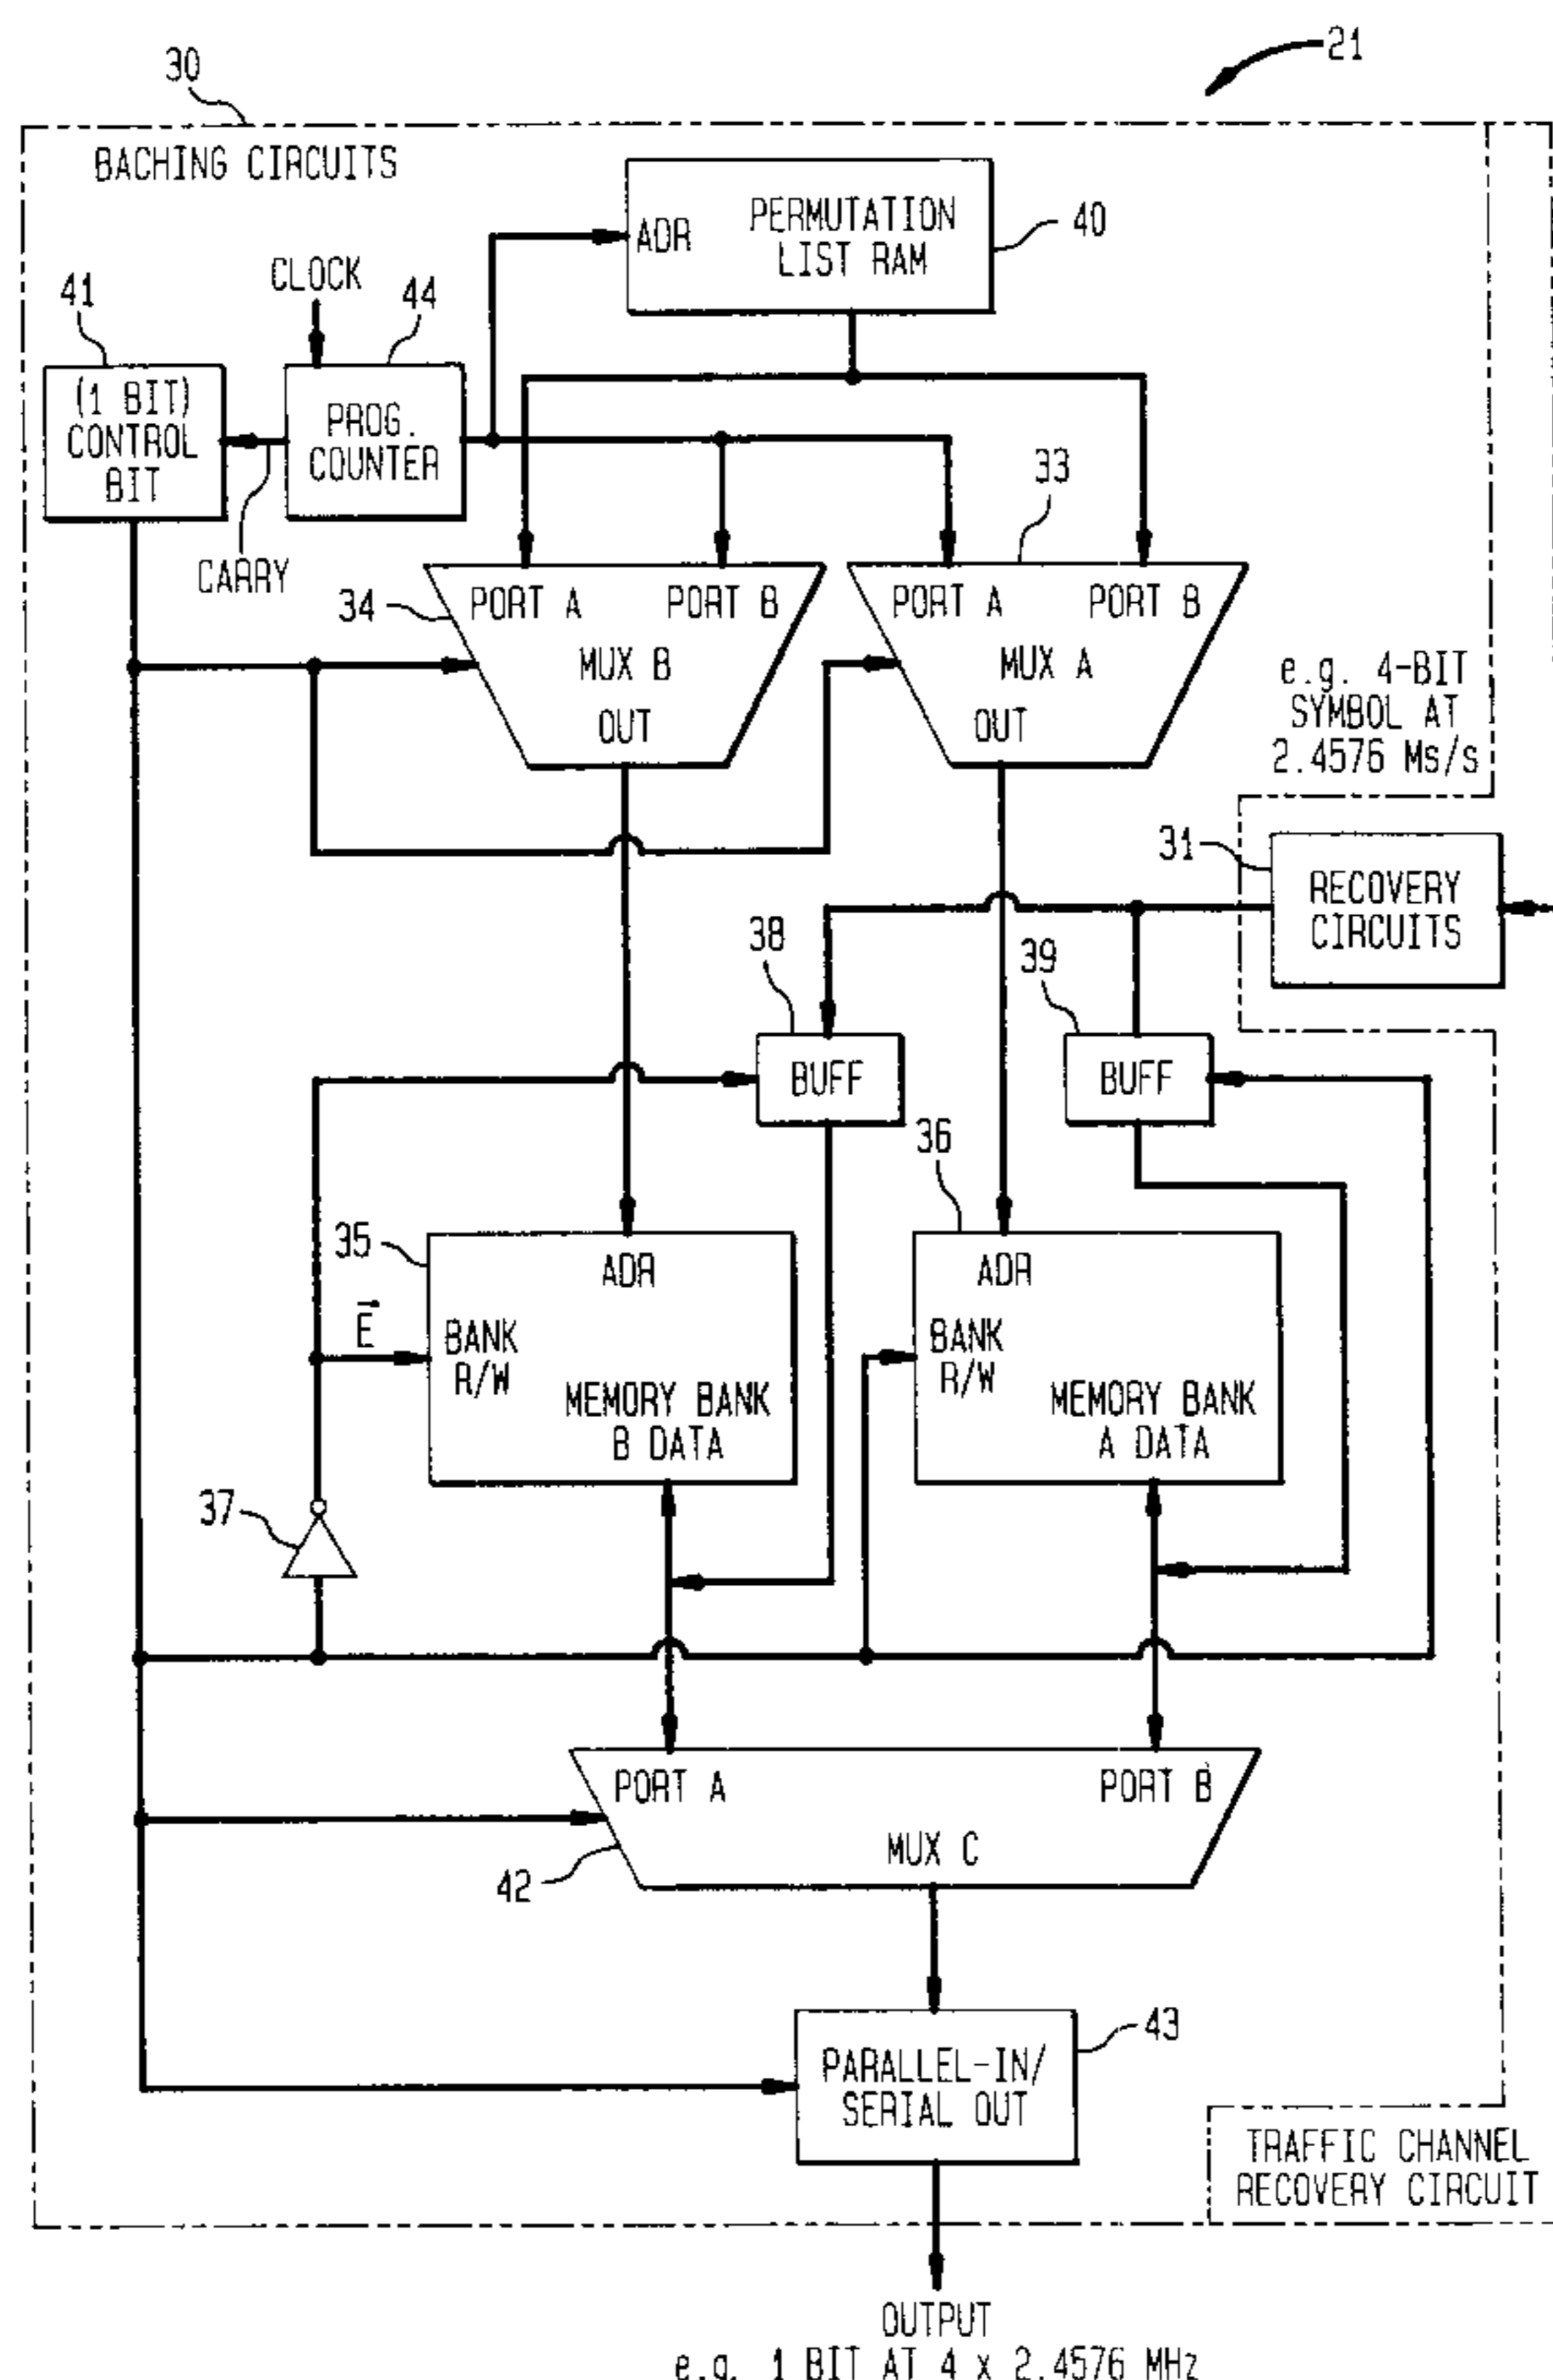 21
30
BACHING CIRCUITS
ADR
PERMUTATION
LIST RAM
40
CLOCK
41
44
(1 BIT)
CONTROL
BIT
PROG.
COUNTER
CARRY
33
34
PORT A
PORT B
MUX B
OUT
PORT A
PORT B
MUX A
OUT
e.g. 4-BIT
SYMBOL AT
2.4576 Ms/s
31
RECOVERY
CIRCUITS
38
39
BUFF
BUFF
36
35
ADR
BANK
R/W
MEMORY BANK
B DATA
E
ADR
BANK
R/W
MEMORY BANK
A DATA
37
PORT A
PORT B
MUX C
42
43
PARALLEL-IN/
SERIAL OUT
TRAFFIC CHANNEL
RECOVERY CIRCUIT
OUTPUT
e.g. 1 BIT AT 4 x 2.4576 MHz